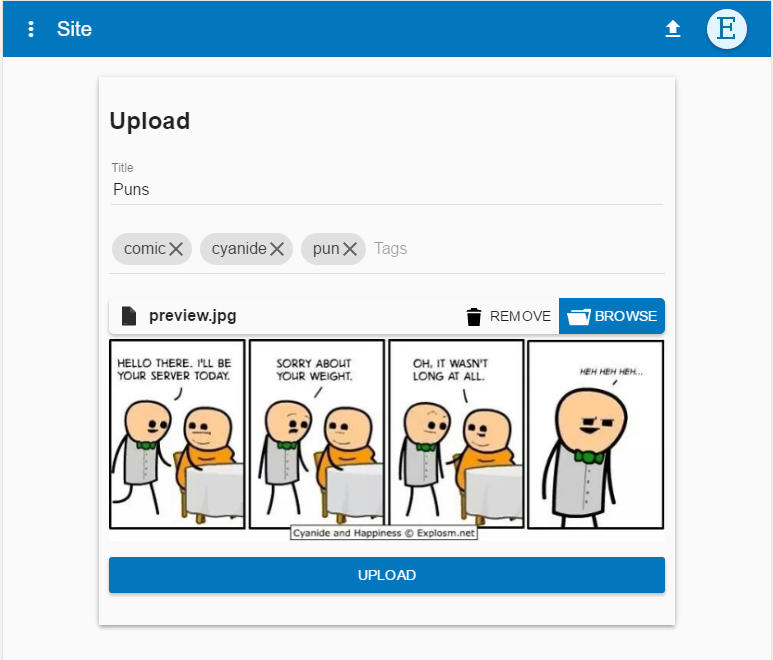 Site
E
Upload
Title
Puns
comic cyanide pun Tags
preview.jpg REMOVE BROWSE
HELLO THERE. I'LL BE
YOUR SERVER TODAY.
SORRY ABOUT
YOUR WEIGHT.
OH, IT WASN'T
LONG AT ALL.
HEH HEH HEH...
Cyanide and Happiness © Explosm.net
UPLOAD